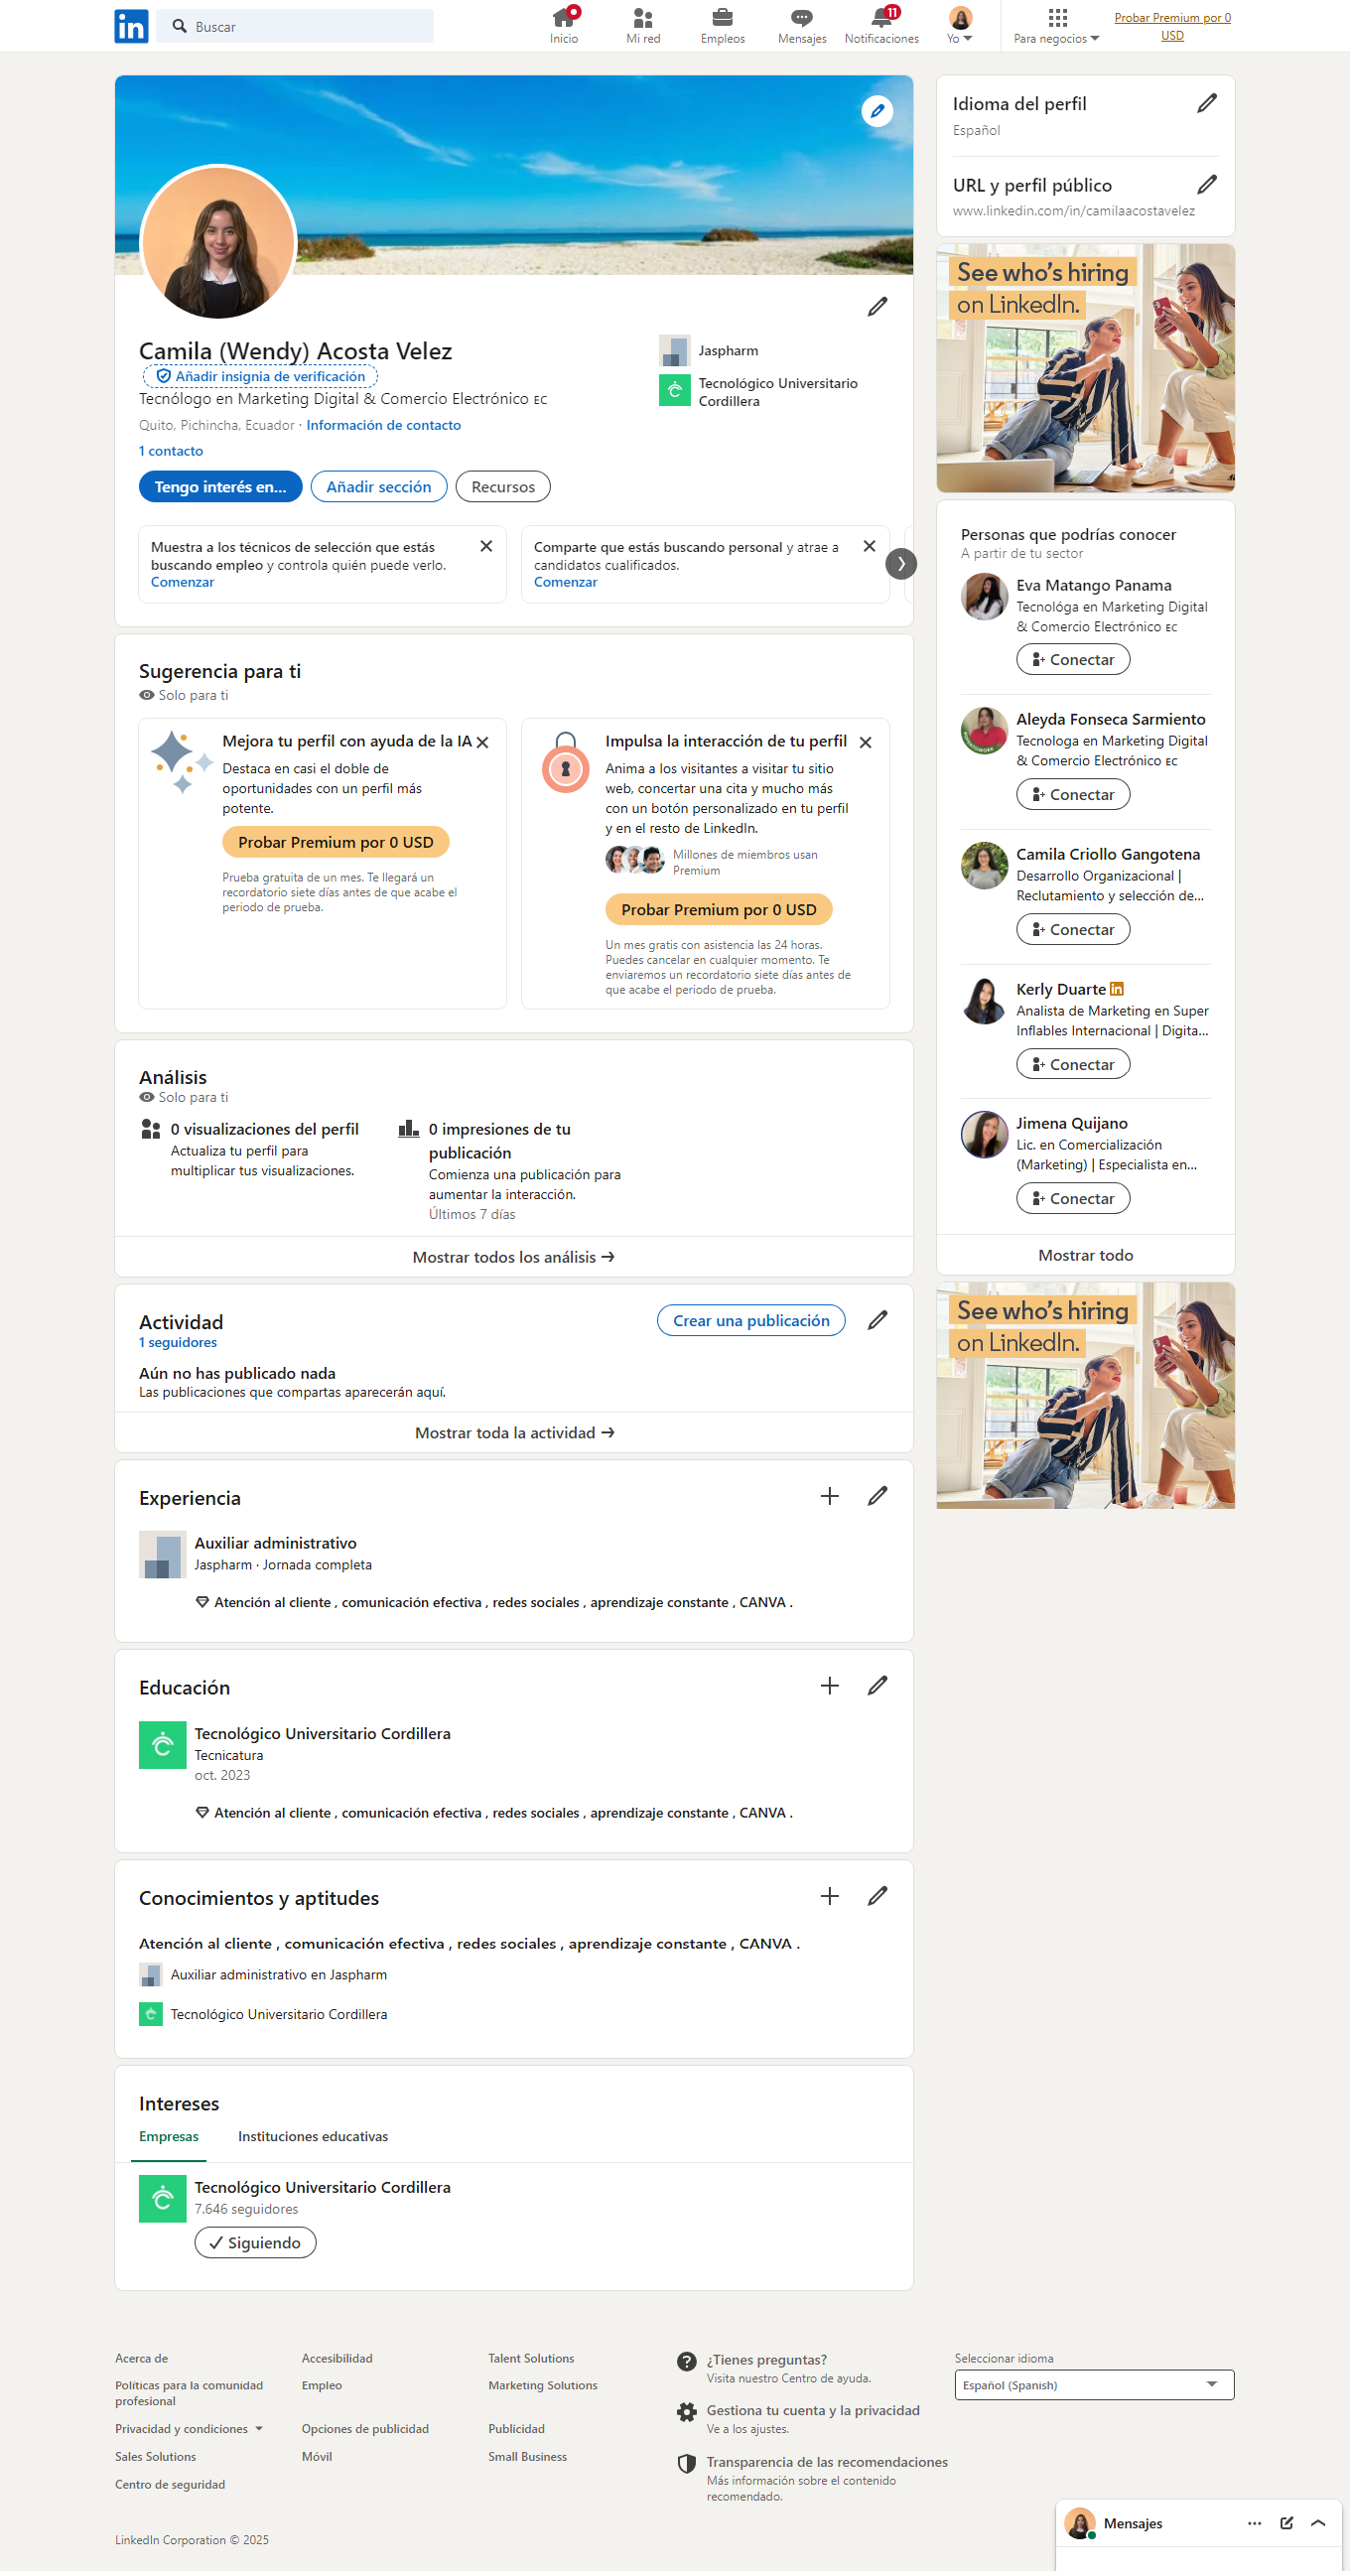 in
Buscar
Inicio
Mi red
Empleos
Mensajes
11
Notificaciones
Yo
Para negocios
Probar Premium por 0
USD
Camila (Wendy) Acosta Velez
Añadir insignia de verificación
Tecnólogo en Marketing Digital & Comercio Electrónico EC
Quito, Pichincha, Ecuador · Información de contacto
1 contacto
Tengo interés en...
Añadir sección
Recursos
Jaspharm
Tecnológico Universitario
Cordillera
Muestra a los técnicos de selección que estás
buscando empleo y controla quién puede verlo.
Comenzar
Comparte que estás buscando personal y atrae a
candidatos cualificados.
Comenzar
Sugerencia para ti
Solo para ti
Mejora tu perfil con ayuda de la IA
Destaca en casi el doble de
oportunidades con un perfil más
potente.
Probar Premium por 0 USD
Prueba gratuita de un mes. Te llegará un
recordatorio siete días antes de que acabe el
periodo de prueba.
Impulsa la interacción de tu perfil
Anima a los visitantes a visitar tu sitio
web, concertar una cita y mucho más
con un botón personalizado en tu perfil
y en el resto de LinkedIn.
Millones de miembros usan
Premium
Probar Premium por 0 USD
Un mes gratis con asistencia las 24 horas.
Puedes cancelar en cualquier momento. Te
enviaremos un recordatorio siete días antes de
que acabe el periodo de prueba.
Análisis
Solo para ti
0 visualizaciones del perfil
Actualiza tu perfil para
multiplicar tus visualizaciones.
0 impresiones de tu
publicación
Comienza una publicación para
aumentar la interacción.
Últimos 7 días
Mostrar todos los análisis →
Actividad
1 seguidores
Crear una publicación
Aún no has publicado nada
Las publicaciones que compartas aparecerán aquí.
Mostrar toda la actividad →
Experiencia
Auxiliar administrativo
Jaspharm · Jornada completa
Atención al cliente , comunicación efectiva , redes sociales , aprendizaje constante , CANVA .
Educación
Tecnológico Universitario Cordillera
Tecnicatura
oct. 2023
Atención al cliente , comunicación efectiva , redes sociales , aprendizaje constante , CANVA .
Conocimientos y aptitudes
Atención al cliente , comunicación efectiva , redes sociales , aprendizaje constante , CANVA .
Auxiliar administrativo en Jaspharm
Tecnológico Universitario Cordillera
Intereses
Empresas
Instituciones educativas
Tecnológico Universitario Cordillera
7.646 seguidores
Siguiendo
Idioma del perfil
Español
URL y perfil público
www.linkedin.com/in/camilaacostavelez
See who's hiring
on LinkedIn.
Personas que podrías conocer
A partir de tu sector
Eva Matango Panama
Tecnológa en Marketing Digital
& Comercio Electrónico EC
Conectar
Aleyda Fonseca Sarmiento
Tecnologa en Marketing Digital
& Comercio Electrónico EC
Conectar
Camila Criollo Gangotena
Desarrollo Organizacional |
Reclutamiento y selección de...
Conectar
Kerly Duarte in
Analista de Marketing en Super
Inflables Internacional | Digita...
Conectar
Jimena Quijano
Lic. en Comercialización
(Marketing) | Especialista en...
Conectar
Mostrar todo
See who's hiring
on LinkedIn.
Acerca de
Accesibilidad
Talent Solutions
Políticas para la comunidad
profesional
Empleo
Marketing Solutions
Privacidad y condiciones
Opciones de publicidad
Publicidad
Sales Solutions
Móvil
Small Business
Centro de seguridad
¿Tienes preguntas?
Visita nuestro Centro de ayuda.
Gestiona tu cuenta y la privacidad
Ve a los ajustes.
Transparencia de las recomendaciones
Más información sobre el contenido
recomendado.
Seleccionar idioma
Español (Spanish)
LinkedIn Corporation © 2025
Mensajes